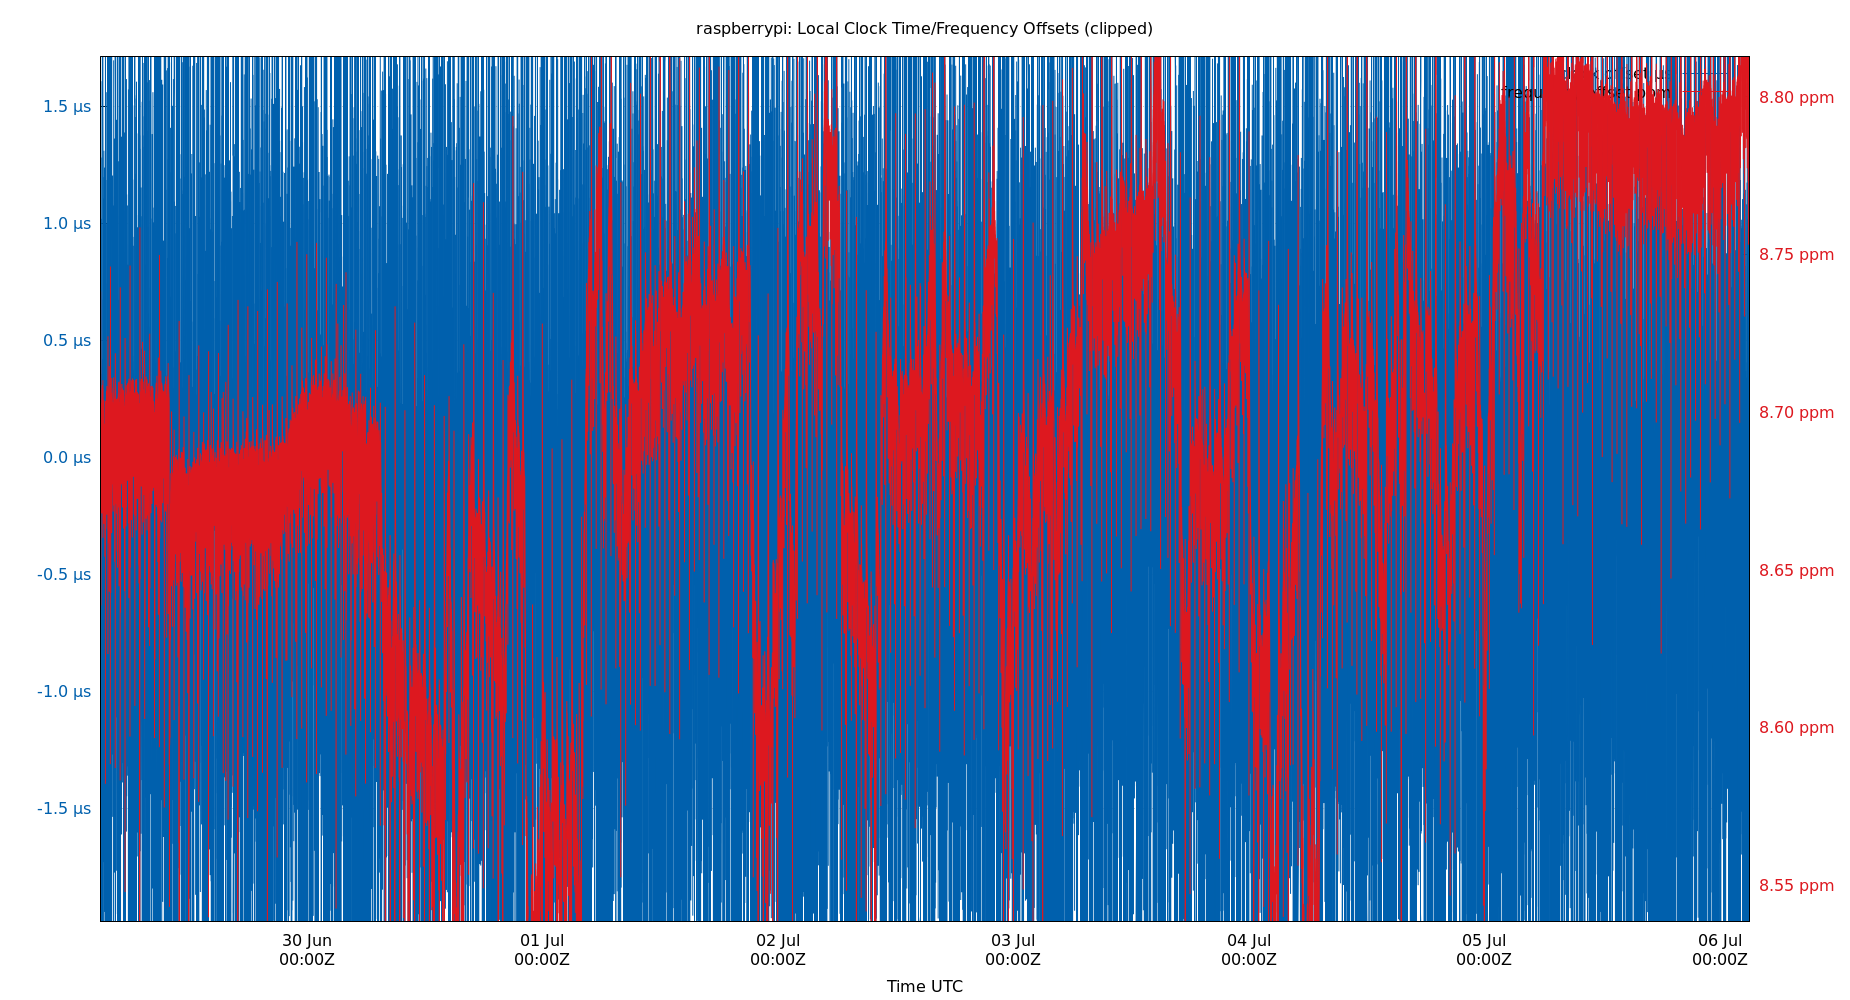 raspberrypi: Local Clock Time/Frequency Offsets (clipped)
1.5 µs
1.0 µs
0.5 µs
0.0 µs
-0.5 µs
-1.0 µs
-1.5 µs
8.80 ppm
8.75 ppm
8.70 ppm
8.65 ppm
8.60 ppm
8.55 ppm
30 Jun
00:00Z
01 Jul
00:00Z
02 Jul
00:00Z
03 Jul
00:00Z
04 Jul
00:00Z
05 Jul
00:00Z
06 Jul
00:00Z
Time UTC